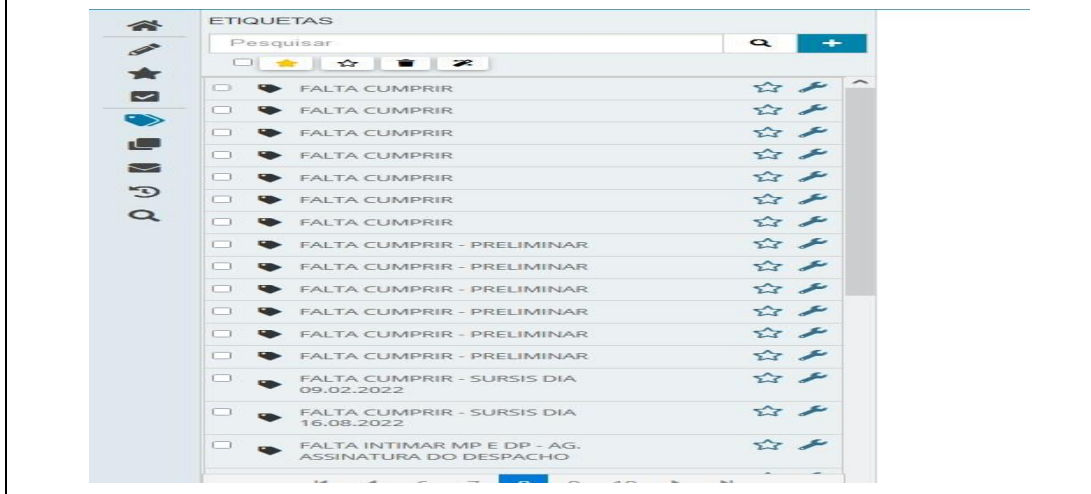 ETIQUETAS
Pesquisar
FALTA CUMPRIR
FALTA CUMPRIR
FALTA CUMPRIR
FALTA CUMPRIR
FALTA CUMPRIR
FALTA CUMPRIR
FALTA CUMPRIR
FALTA CUMPRIR - PRELIMINAR
FALTA CUMPRIR - PRELIMINAR
FALTA CUMPRIR - PRELIMINAR
FALTA CUMPRIR - PRELIMINAR
FALTA CUMPRIR - PRELIMINAR
FALTA CUMPRIR - PRELIMINAR
FALTA CUMPRIR - SURSIS DIA
09.02.2022
FALTA CUMPRIR - SURSIS DIA
16.08.2022
FALTA INTIMAR MP E DP - AG.
ASSINATURA DO DESPACHO